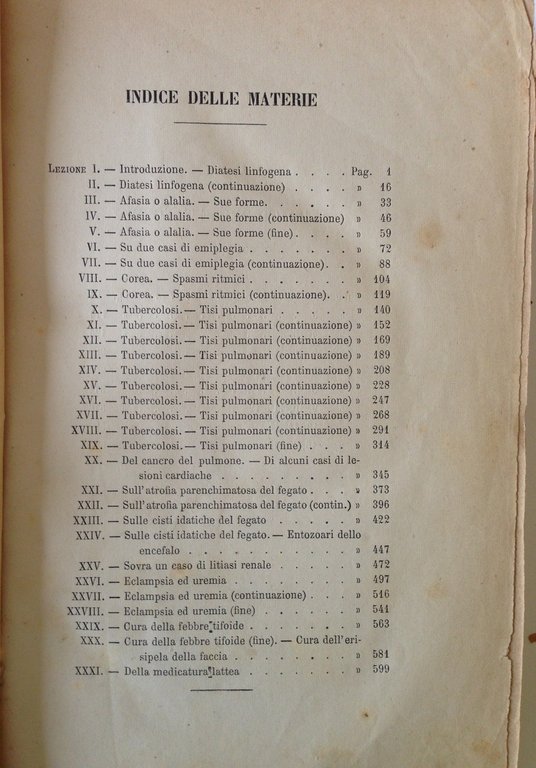 INDICE DELLE MATERIE
LEZIONE I. — Introduzione. — Diatesi linfogena . . . . Pag. 1
II. — Diatesi linfogena (continuazione) . . . . » 16
III. — Afasia o alalia. — Sue forme. . . . . . » 33
IV. — Afasia o alalia. — Sue forme (continuazione) » 46
V. — Afasia o alalia. — Sue forme (fine) . . . . » 59
VI. — Su due casi di emiplegia . . . . . . . » 72
VII. — Su due casi di emiplegia (continuazione) . . » 88
VIII. — Corea. — Spasmi ritmici . . . . . . . » 104
IX. — Corea. — Spasmi ritmici (continuazione). . » 119
X. — Tubercolosi. — Tisi pulmonari . . . . . » 140
XI. — Tubercolosi. — Tisi pulmonari (continuazione) » 152
XII. — Tubercolosi. — Tisi pulmonari (continuazione) » 169
XIII. — Tubercolosi. — Tisi pulmonari (continuazione) » 189
XIV. — Tubercolosi. — Tisi pulmonari (continuazione) » 208
XV. — Tubercolosi. — Tisi pulmonari (continuazione) » 228
XVI. — Tubercolosi. — Tisi pulmonari (continuazione) » 247
XVII. — Tubercolosi. — Tisi pulmonari (continuazione) » 268
XVIII. — Tubercolosi. — Tisi pulmonari (continuazione) » 291
XIX. — Tubercolosi. — Tisi pulmonari (fine) . . . » 314
XX. — Del cancro del pulmone. — Di alcuni casi di le-
sioni cardiache . . . . . . . . » 345
XXI. — Sull'atrofia parenchimatosa del fegato . . . » 373
XXII. — Sull'atrofia parenchimatosa del fegato (contin.) » 396
XXIII. — Sulle cisti idatiche del fegato . . . . . » 422
XXIV. — Sulle cisti idatiche del fegato. — Entozoari dello
encefalo . . . . . . . . . . » 447
XXV. — Sovra un caso di litiasi renale . . . . . » 472
XXVI. — Eclampsia ed uremia . . . . . . . . » 497
XXVII. — Eclampsia ed uremia (continuazione) . . . » 516
XXVIII. — Eclampsia ed uremia (fine) . . . . . . » 541
XXIX. — Cura della febbre tifoide . . . . . . . » 563
XXX. — Cura della febbre tifoide (fine). — Cura dell'eri-
sipela della faccia . . . . . . . » 581
XXXI. — Della medicatura lattea . . . . . . . » 599